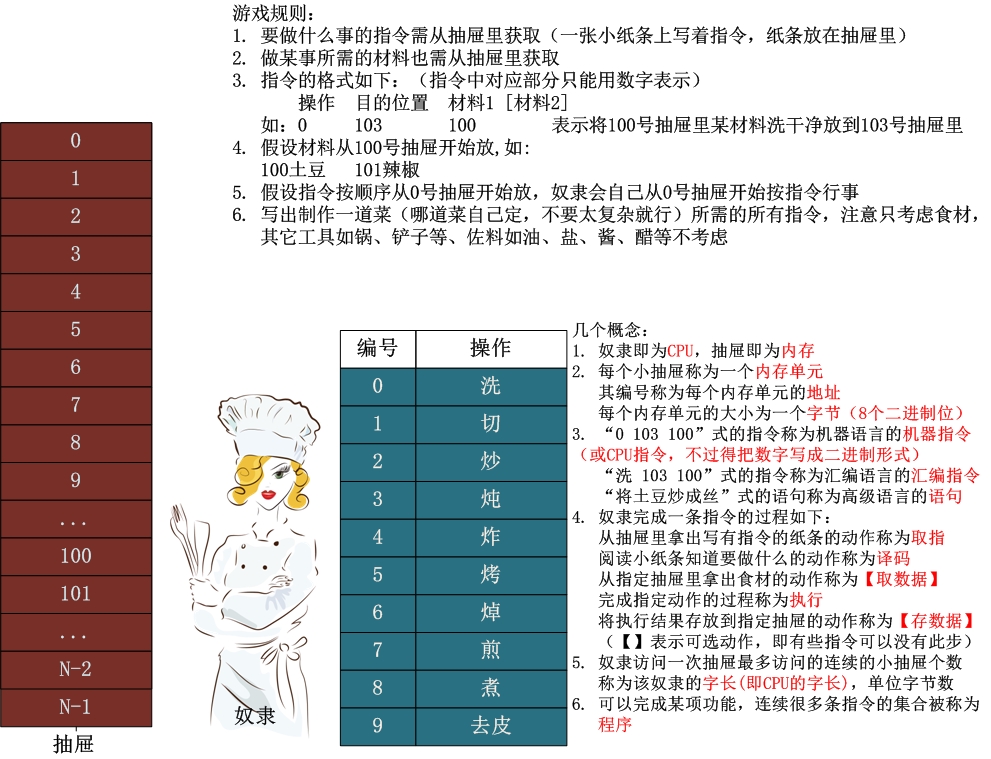 游戏规则：
1. 要做什么事的指令需从抽屉里获取（一张小纸条上写着指令，纸条放在抽屉里）
2. 做某事所需的材料也需从抽屉里获取
3. 指令的格式如下：（指令中对应部分只能用数字表示）
操作 目的位置 材料1 [材料2]
如：0 103 100 表示将100号抽屉里某材料洗干净放到103号抽屉里
4. 假设材料从100号抽屉开始放,如:
100土豆 101辣椒
5. 假设指令按顺序从0号抽屉开始放，奴隶会自己从0号抽屉开始按指令行事
6. 写出制作一道菜（哪道菜自己定，不要太复杂就行）所需的所有指令，注意只考虑食材，
其它工具如锅、铲子等、佐料如油、盐、酱、醋等不考虑
0
1
2
3
4
5
6
7
8
9
...
100
101
...
N-2
N-1
抽屉
奴隶
编号 操作
0 洗
1 切
2 炒
3 炖
4 炸
5 烤
6 焯
7 煎
8 煮
9 去皮
几个概念：
1. 奴隶即为CPU，抽屉即为内存
2. 每个小抽屉称为一个内存单元
其编号称为每个内存单元的地址
每个内存单元的大小为一个字节（8个二进制位）
3. “0 103 100”式的指令称为机器语言的机器指令
（或CPU指令，不过得把数字写成二进制形式）
“洗 103 100”式的指令称为汇编语言的汇编指令
“将土豆炒成丝”式的语句称为高级语言的语句
4. 奴隶完成一条指令的过程如下：
从抽屉里拿出写有指令的纸条的动作称为取指
阅读小纸条知道要做什么的动作称为译码
从指定抽屉里拿出食材的动作称为【取数据】
完成指定动作的过程称为执行
将执行结果存放到指定抽屉的动作称为【存数据】
（【】表示可选动作，即有些指令可以没有此步）
5. 奴隶访问一次抽屉最多访问的连续的小抽屉个数
称为该奴隶的字长(即CPU的字长)，单位字节数
6. 可以完成某项功能，连续很多条指令的集合被称为
程序